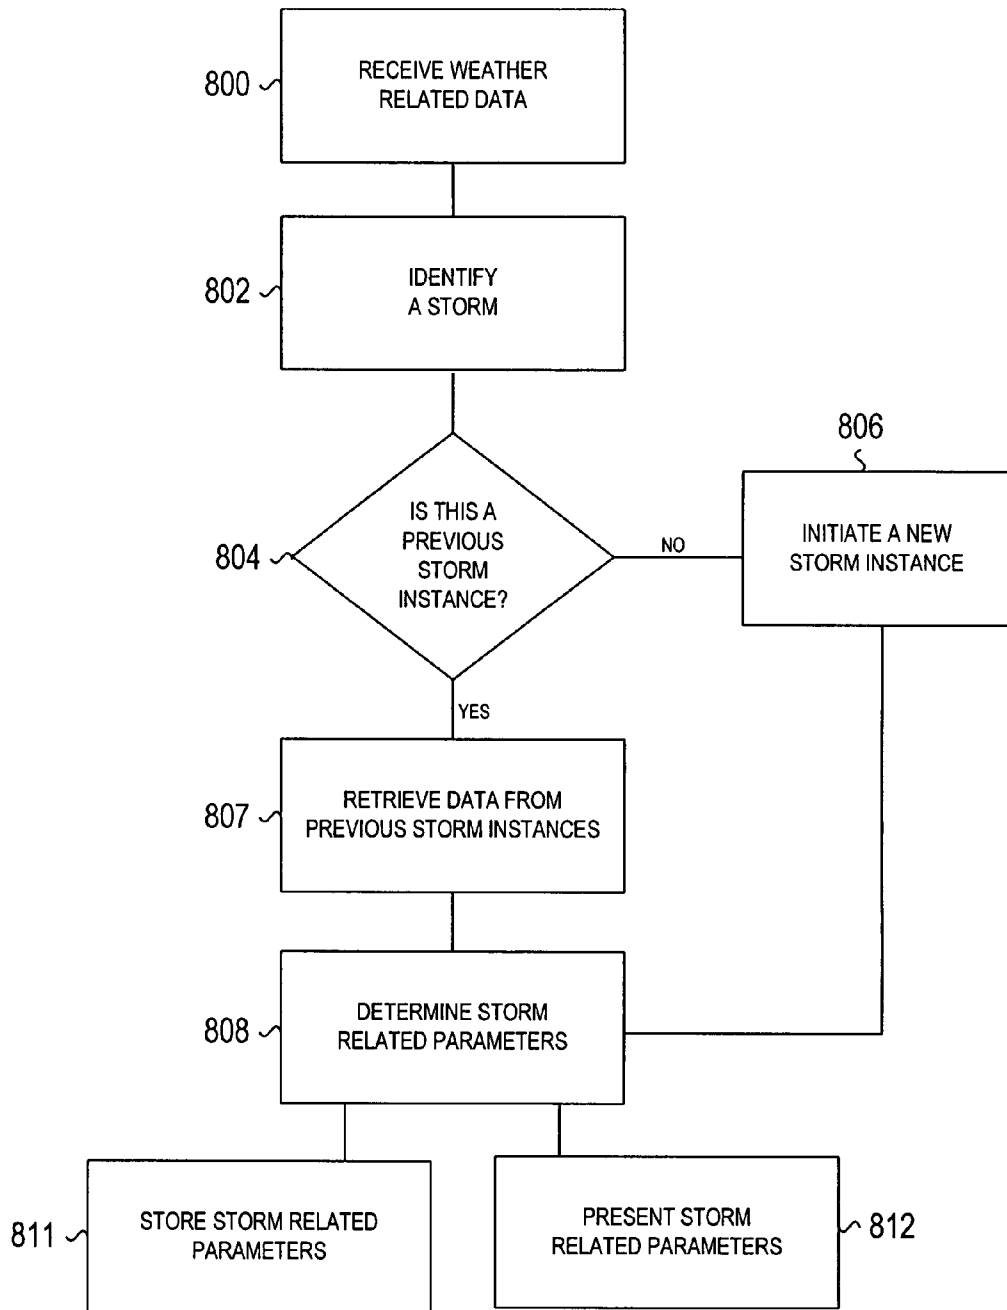 800
RECEIVE WEATHER
RELATED DATA
802
IDENTIFY
A STORM
804
IS THIS A
PREVIOUS
STORM
INSTANCE?
NO
806
INITIATE A NEW
STORM INSTANCE
YES
807
RETRIEVE DATA FROM
PREVIOUS STORM INSTANCES
808
DETERMINE STORM
RELATED PARAMETERS
811
STORE STORM RELATED
PARAMETERS
PRESENT STORM
RELATED PARAMETERS
812